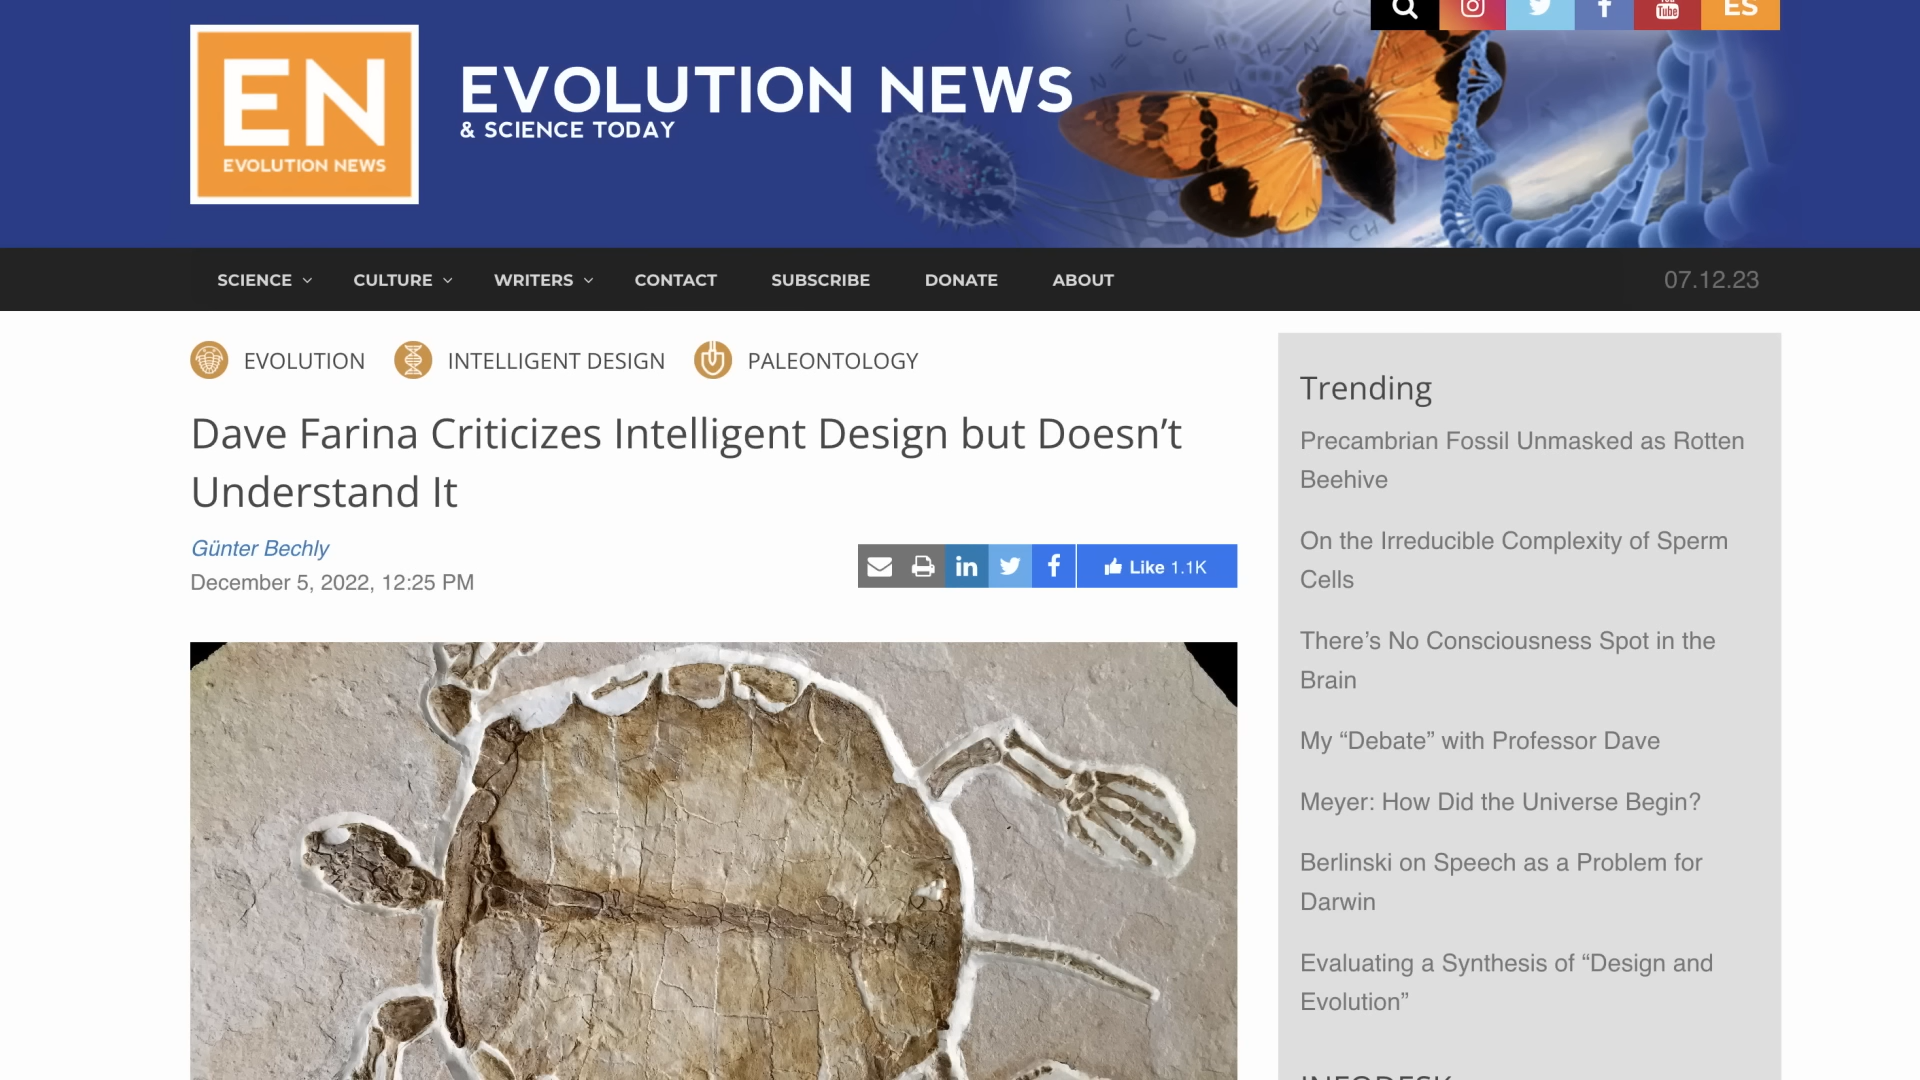 ES
EN
EVOLUTION NEWS
EVOLUTION NEWS
& SCIENCE TODAY
SCIENCE
CULTURE
WRITERS
CONTACT
SUBSCRIBE
DONATE
ABOUT
07.12.23
EVOLUTION
INTELLIGENT DESIGN
PALEONTOLOGY
Dave Farina Criticizes Intelligent Design but Doesn’t
Understand It
Günter Bechly
December 5, 2022, 12:25 PM
in
f
Like 1.1K
Trending
Precambrian Fossil Unmasked as Rotten
Beehive
On the Irreducible Complexity of Sperm
Cells
There’s No Consciousness Spot in the
Brain
My “Debate” with Professor Dave
Meyer: How Did the Universe Begin?
Berlinski on Speech as a Problem for
Darwin
Evaluating a Synthesis of “Design and
Evolution”